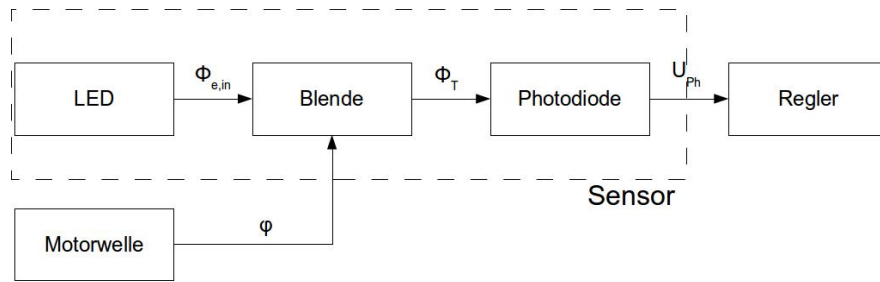 LED
Φe,in
Blende
ΦT
Photodiode
UPh
Regler
Sensor
Motorwelle
φ